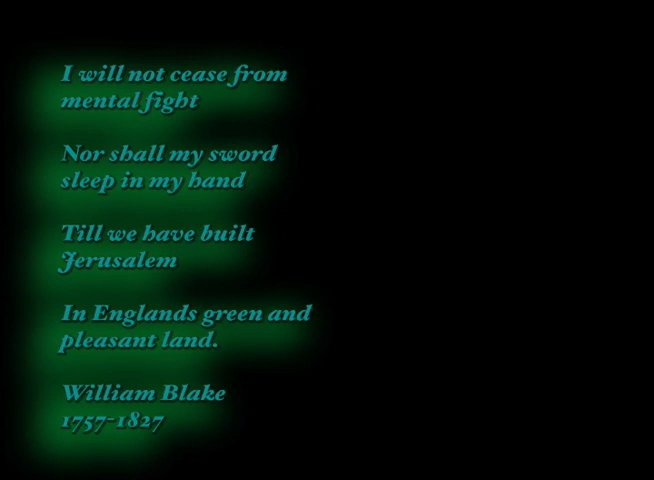 I will not cease from
mental fight
Nor shall my sword
sleep in my hand
Till we have built
Jerusalem
In Englands green and
pleasant land.
William Blake
1757-1827